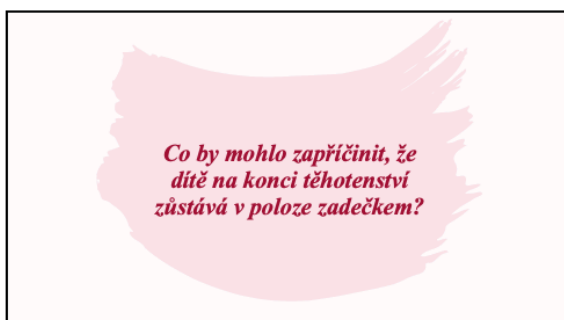 Co by mohlo zapříčinit, že
dítě na konci těhotenství
zůstává v poloze zadečkem?